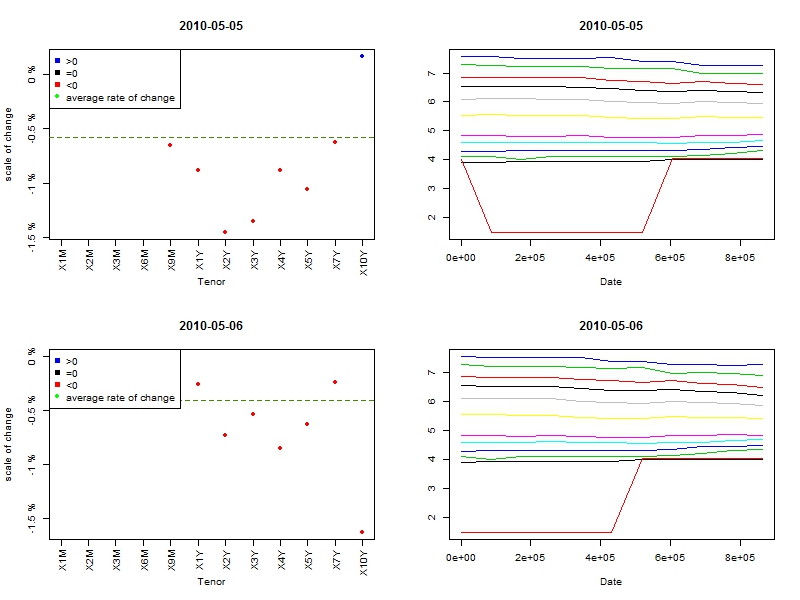 2010-05-05
>0
=0
<0
average rate of change
scale of change
0 %
-0.5 %
-1 %
-1.5 %
X1M
X2M
X3M
X6M
X9M
X1Y
X2Y
X3Y
X4Y
X5Y
X7Y
X10Y
Tenor
2010-05-05
7
6
5
4
3
2
0e+00
2e+05
4e+05
6e+05
8e+05
Date
2010-05-06
>0
=0
<0
average rate of change
scale of change
0 %
-0.5 %
-1 %
-1.5 %
X1M
X2M
X3M
X6M
X9M
X1Y
X2Y
X3Y
X4Y
X5Y
X7Y
X10Y
Tenor
2010-05-06
7
6
5
4
3
2
0e+00
2e+05
4e+05
6e+05
8e+05
Date